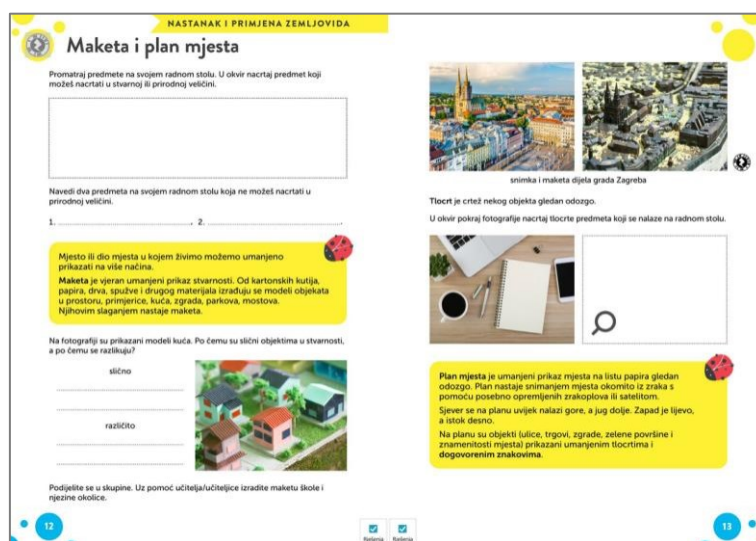 NASTANAK I PRIMJENA ZEMLJOVIDA
Maketa i plan mjesta
Promatraj predmete na svojem radnom stolu. U okvir nacrtaj predmet koji
možeš nacrtati u stvarnoj ili prirodnoj veličini.
Navedi dva predmeta na svojem radnom stolu koja ne možeš nacrtati u
prirodnoj veličini.
1. , 2. .
Mjesto ili dio mjesta u kojem živimo možemo umanjeno
prikazati na više načina.
Maketa je vjeran umanjeni prikaz stvarnosti. Od kartonskih kutija,
papira, drva, spužve i drugog materijala izrađuju se modeli objekata
u prostoru, primjerice, kuća, zgrada, parkova, mostova.
Njihovim slaganjem nastaje maketa.
Na fotografiji su prikazani modeli kuća. Po čemu su slični objektima u stvarnosti,
a po čemu se razlikuju?
slično
različito
Podijelite se u skupine. Uz pomoć učitelja/učiteljice izradite maketu škole i
njezine okolice.
12
snimka i maketa dijela grada Zagreba
Tlocrt je crtež nekog objekta gledan odozgo.
U okvir pokraj fotografije nacrtaj tlocrte predmeta koji se nalaze na radnom stolu.
Plan mjesta je umanjeni prikaz mjesta na listu papira gledan
odozgo. Plan nastaje snimanjem mjesta okomito iz zraka s
pomoću posebno opremljenih zrakoplova ili satelitom.
Sjever se na planu uvijek nalazi gore, a jug dolje. Zapad je lijevo,
a istok desno.
Na planu su objekti (ulice, trgovi, zgrade, zelene površine i
znamenitosti mjesta) prikazani umanjenim tlocrtima i
dogovorenim znakovima.
Rješenja Rješenja
13